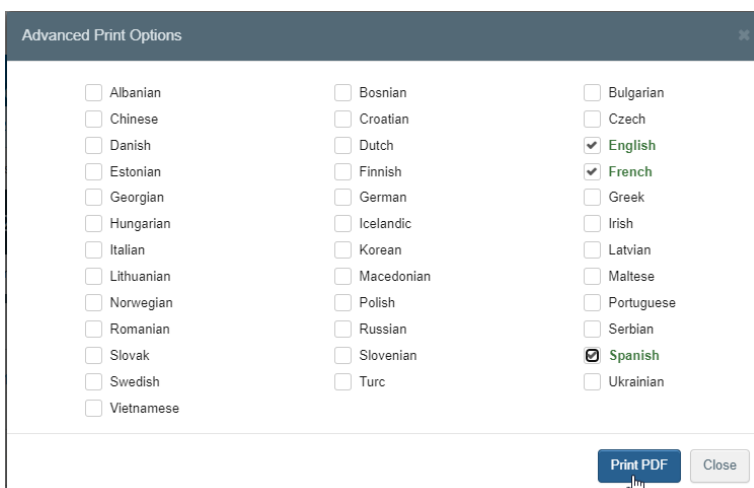 Advanced Print Options
Albanian Bosnian Bulgarian
Chinese Croatian Czech
Danish Dutch English
Estonian Finnish French
Georgian German Greek
Hungarian Icelandic Irish
Italian Korean Latvian
Lithuanian Macedonian Maltese
Norwegian Polish Portuguese
Romanian Russian Serbian
Slovak Slovenian Spanish
Swedish Turc Ukrainian
Vietnamese
Print PDF Close